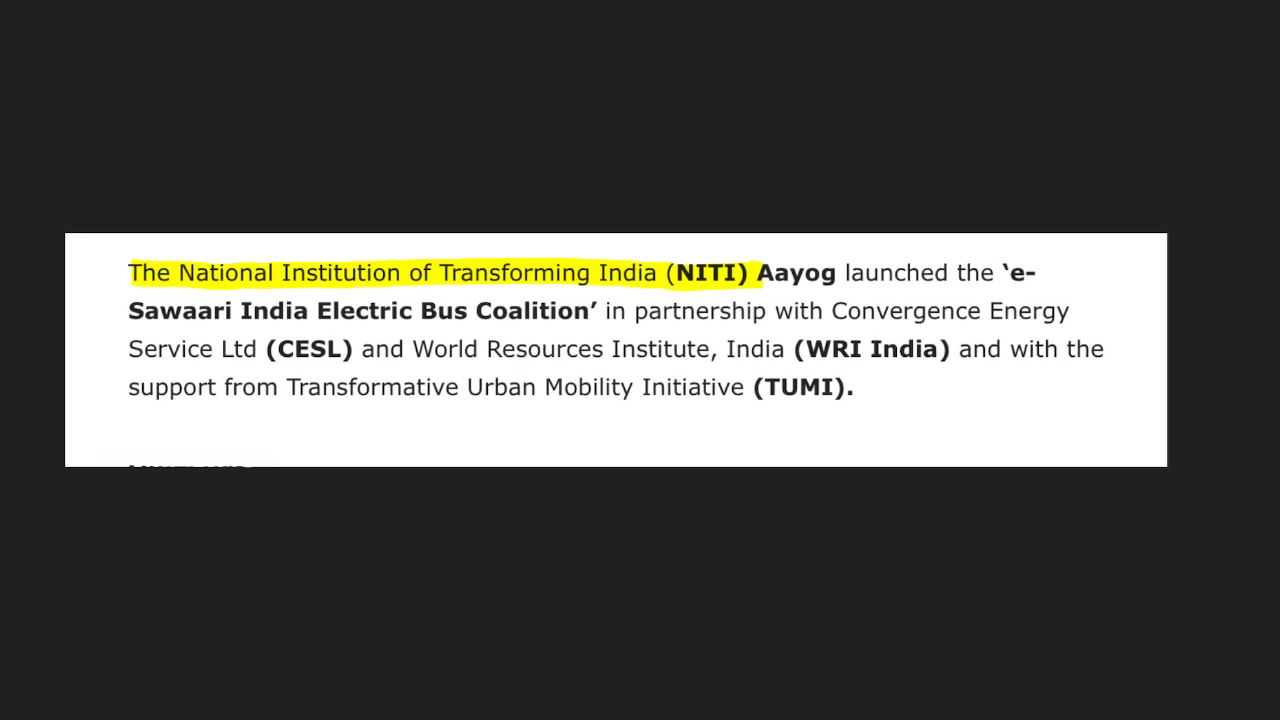 The National Institution of Transforming India (NITI) Aayog launched the ‘e-
Sawaari India Electric Bus Coalition’ in partnership with Convergence Energy
Service Ltd (CESL) and World Resources Institute, India (WRI India) and with the
support from Transformative Urban Mobility Initiative (TUMI).